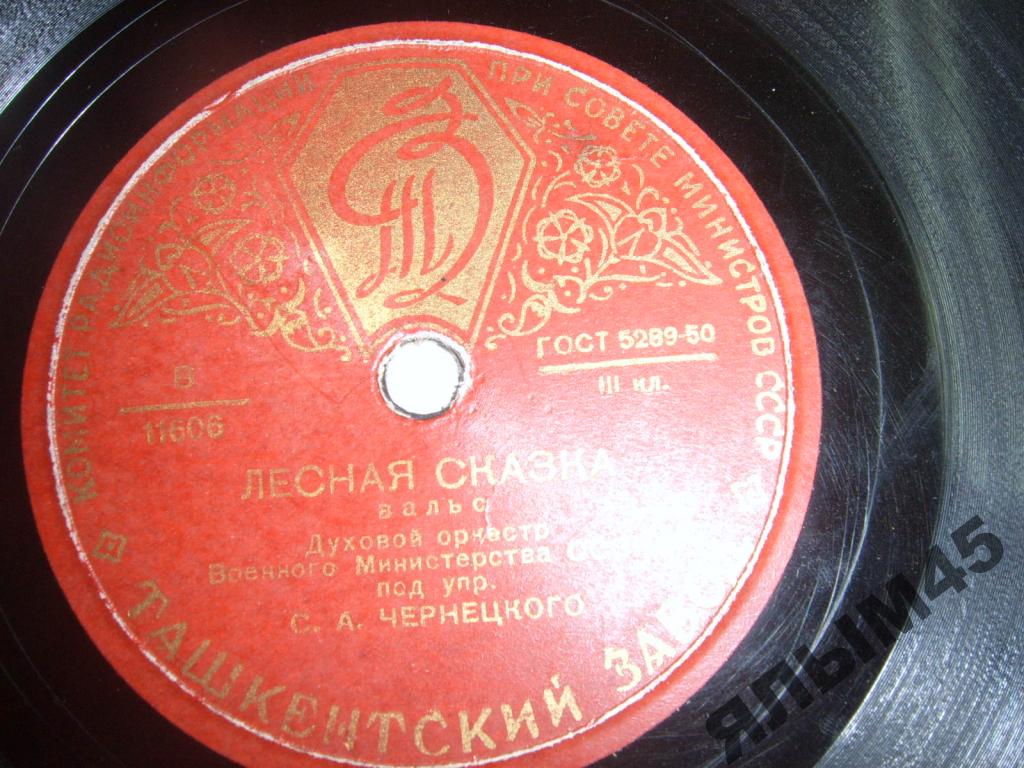 КОМИТЕТ РАДИОИНФОРМАЦИИ ПРИ СОВЕТЕ МИНИСТРОВ СССР
ГОСТ 5289-50
III кл.
В
11606
ЛЕСНАЯ СКАЗКА
вальс
Духовой оркестр
Военного Министерства
под упр.
С. А. ЧЕРНЕЦКОГО
ТАШКЕНТСКИЙ
ЯЛЫМ45